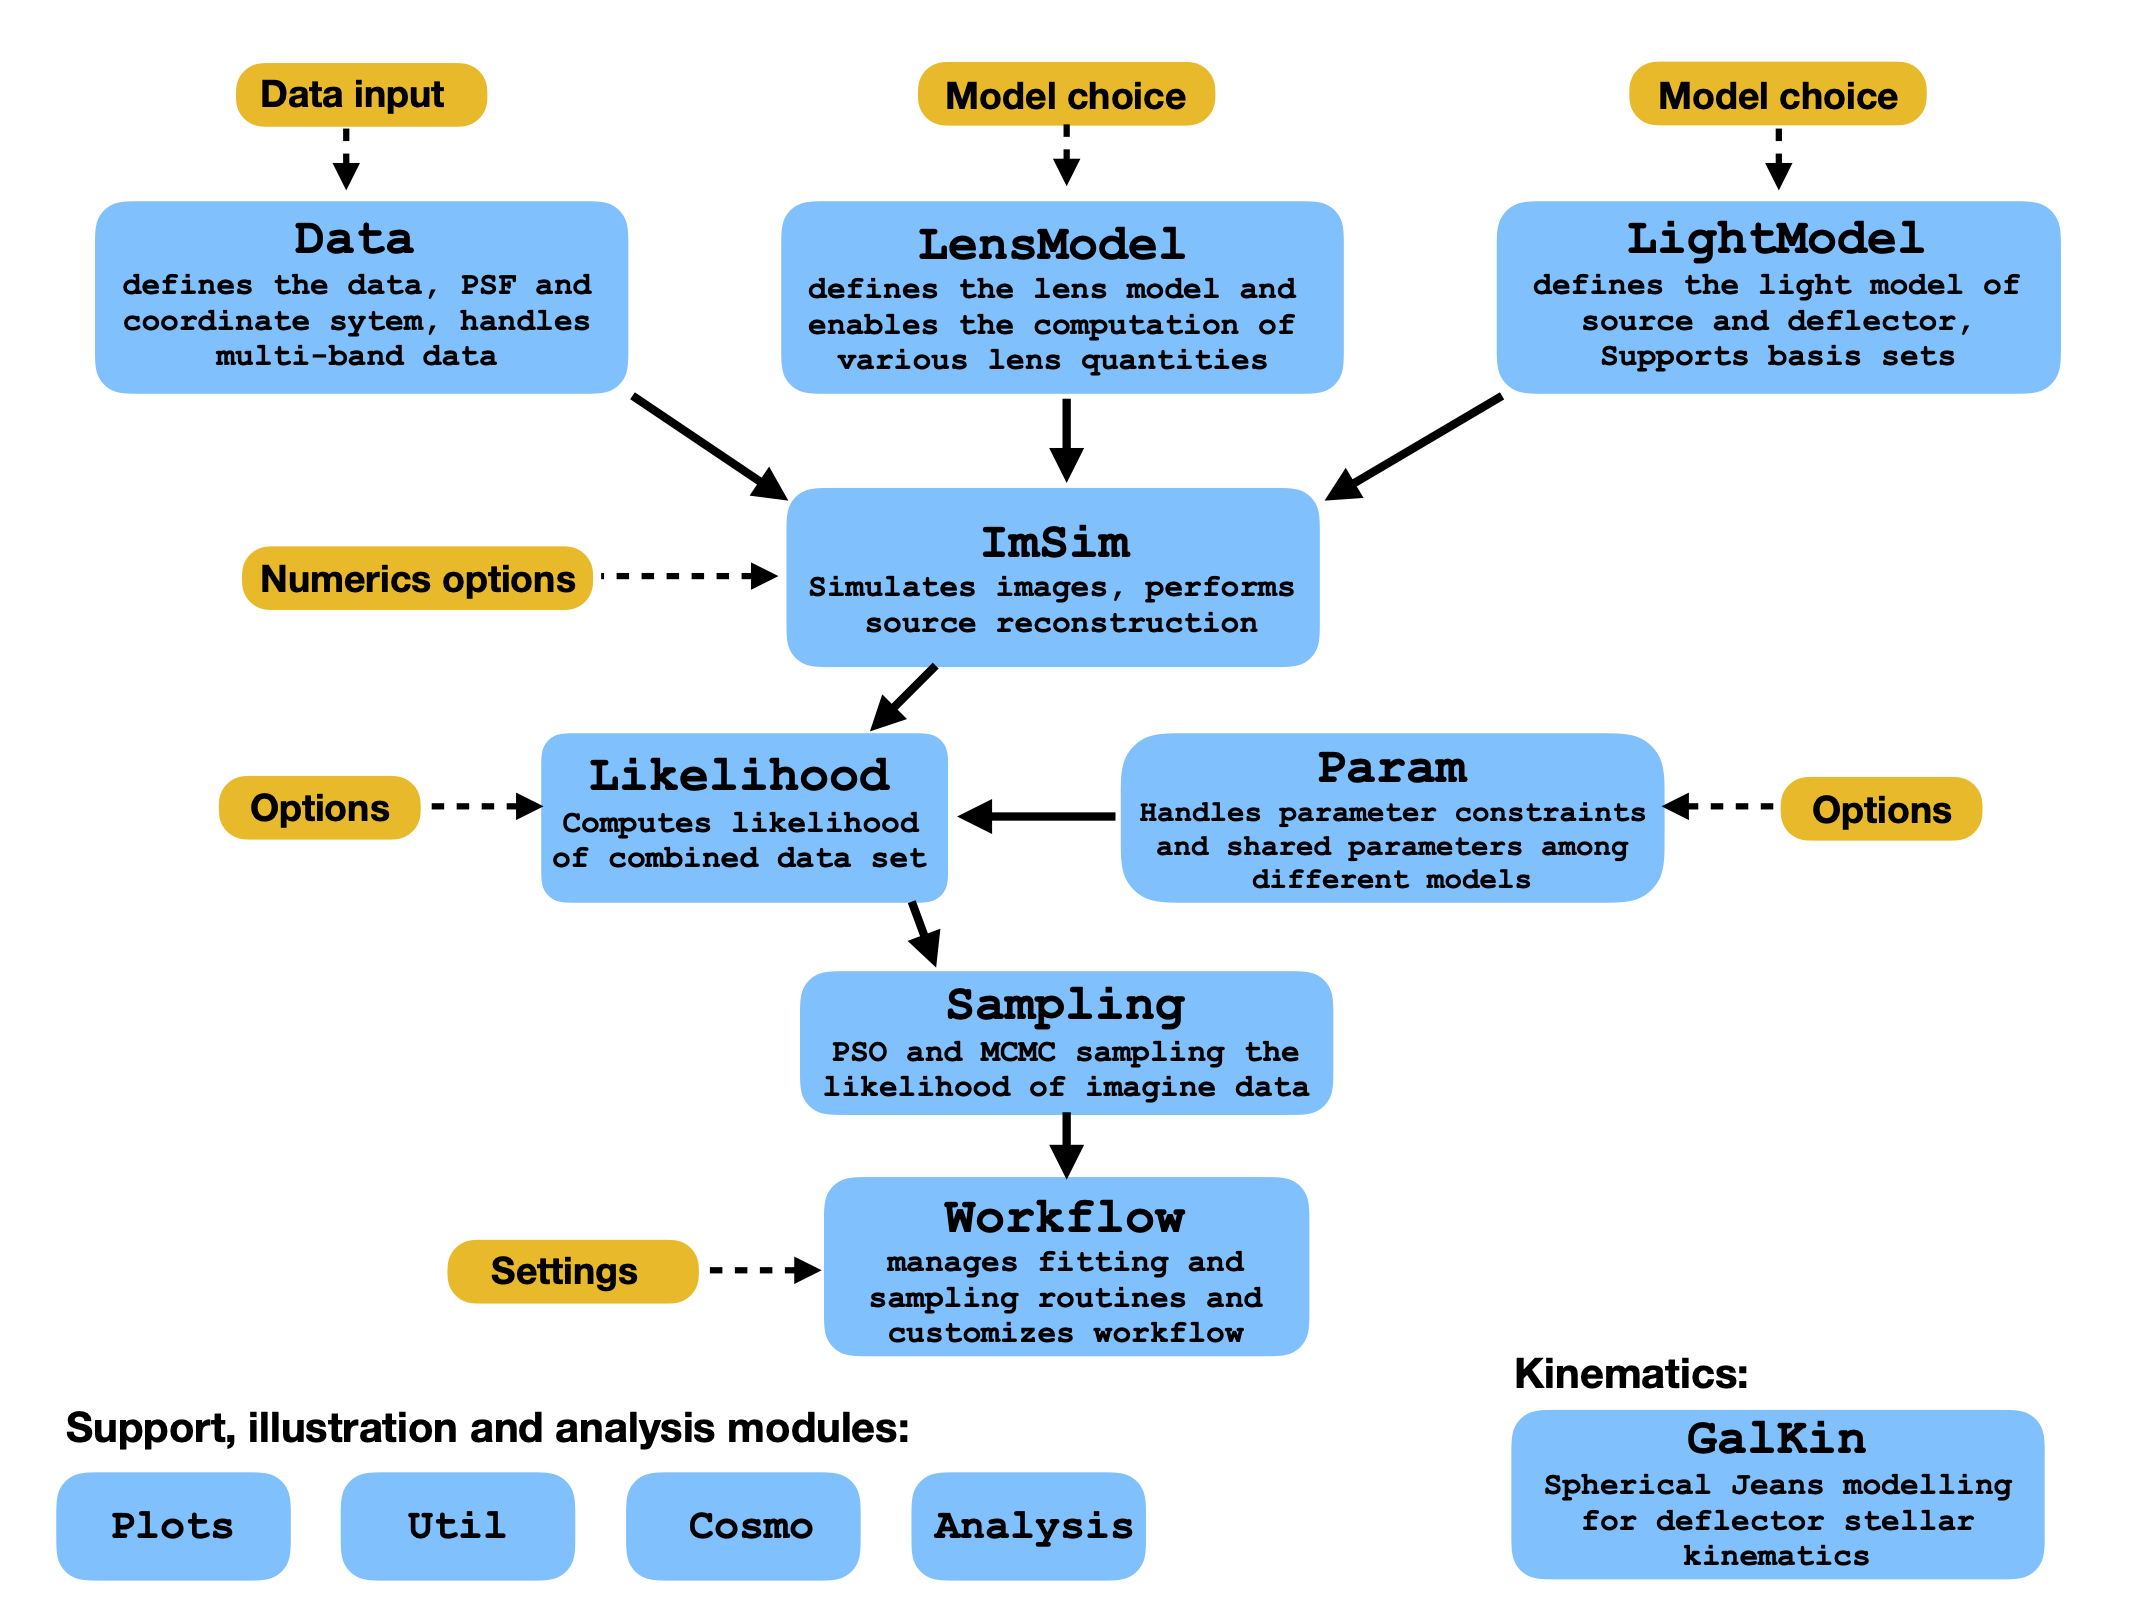 Data input
Model choice
Model choice
Data
defines the data, PSF and
coordinate sytem, handles
multi-band data
LensModel
defines the lens model and
enables the computation of
various lens quantities
LightModel
defines the light model of
source and deflector,
Supports basis sets
Numerics options
ImSim
Simulates images, performs
source reconstruction
Options
Likelihood
Computes likelihood
of combined data set
Param
Handles parameter constraints
and shared parameters among
different models
Options
Sampling
PSO and MCMC sampling the
likelihood of imagine data
Settings
Workflow
manages fitting and
sampling routines and
customizes workflow
Support, illustration and analysis modules:
Plots
Util
Cosmo
Analysis
Kinematics:
GalKin
Spherical Jeans modelling
for deflector stellar
kinematics